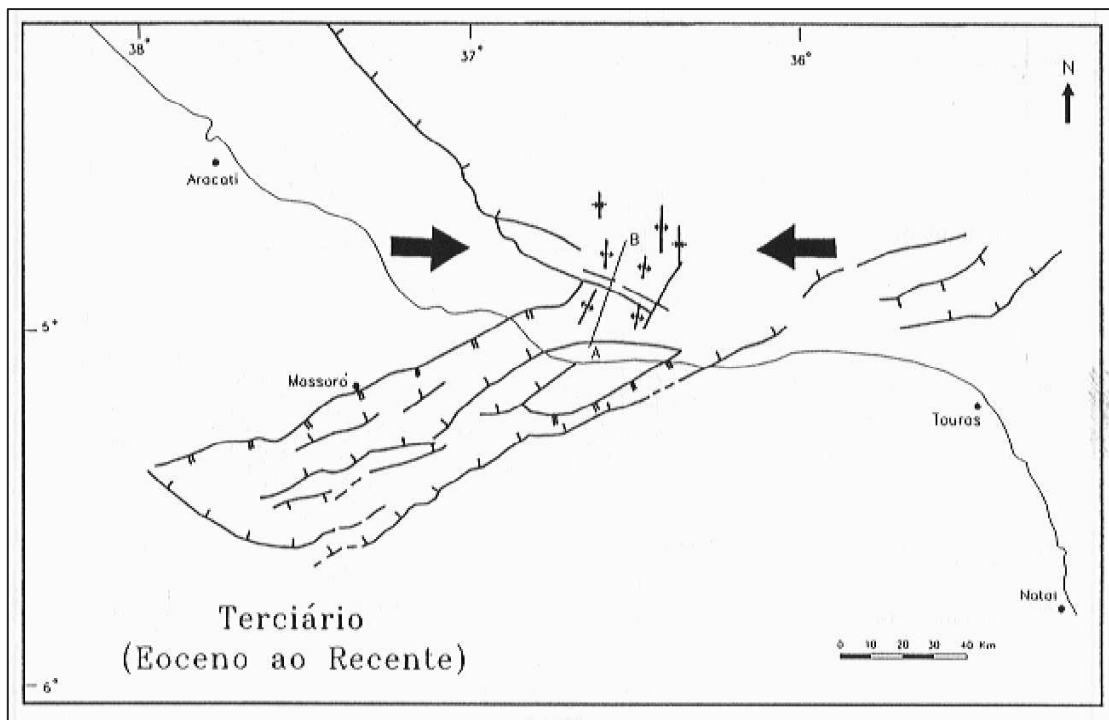 38°
37°
36°
N
Aracati
B
5°
A
Mossoró
Touros
Natal
Terciário
(Eoceno ao Recente)
0 10 20 30 40 Km
6°